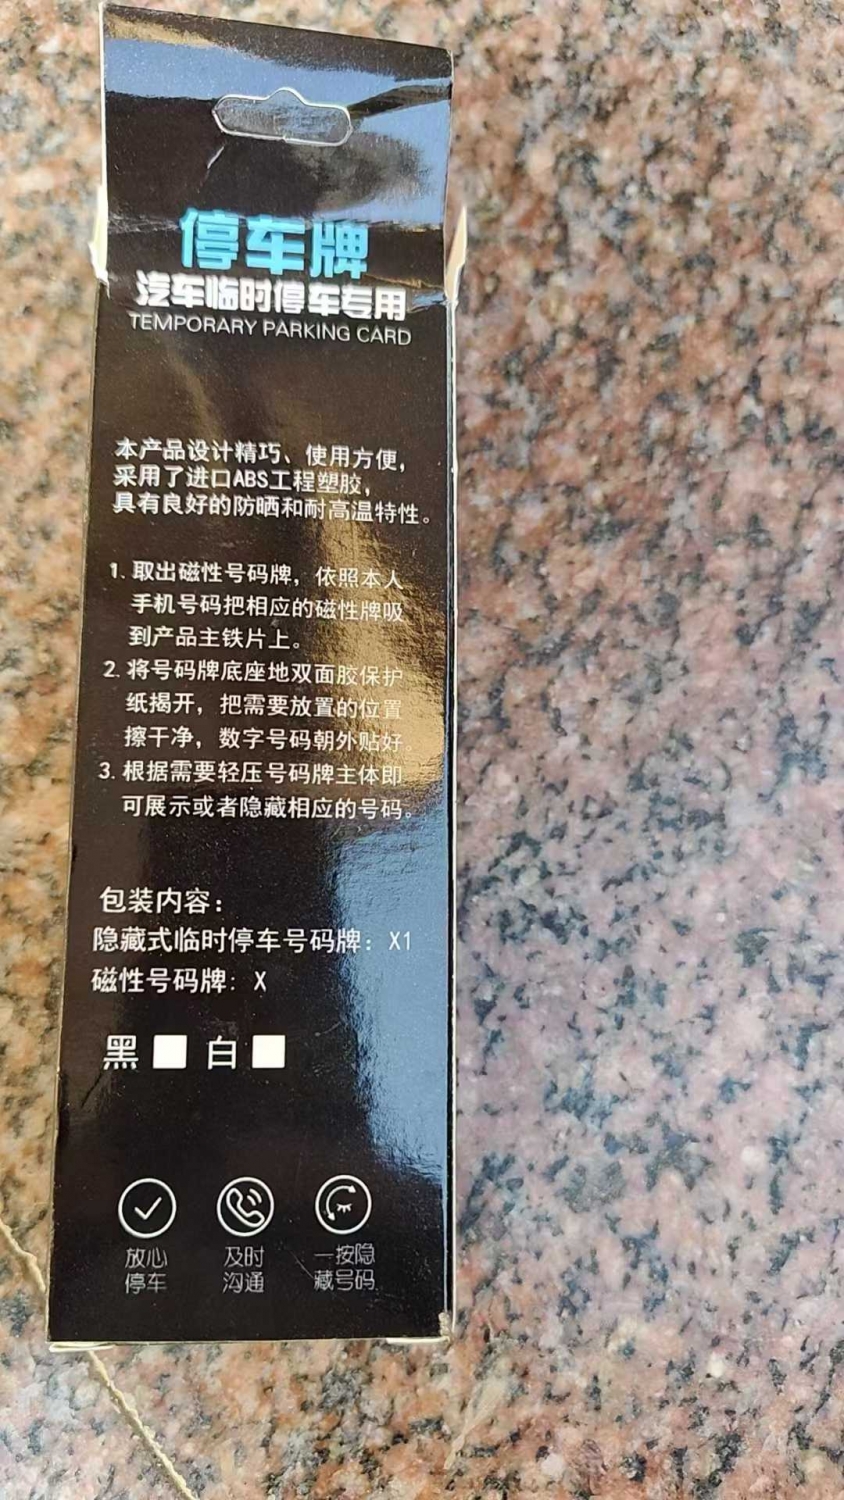 停车牌
汽车临时停车专用
TEMPORARY PARKING CARD
本产品设计精巧、使用方便，
采用了进口ABS工程塑胶，
具有良好的防晒和耐高温特性。
1. 取出磁性号码牌，依照本人
手机号码把相应的磁性牌吸
到产品主铁片上。
2. 将号码牌底座地双面胶保护
纸揭开，把需要放置的位置
擦干净，数字号码朝外贴好。
3. 根据需要轻压号码牌主体即
可展示或者隐藏相应的号码。
包装内容：
隐藏式临时停车号码牌：X1
磁性号码牌：X
黑 白
放心
停车
及时
沟通
一按隐
藏号码